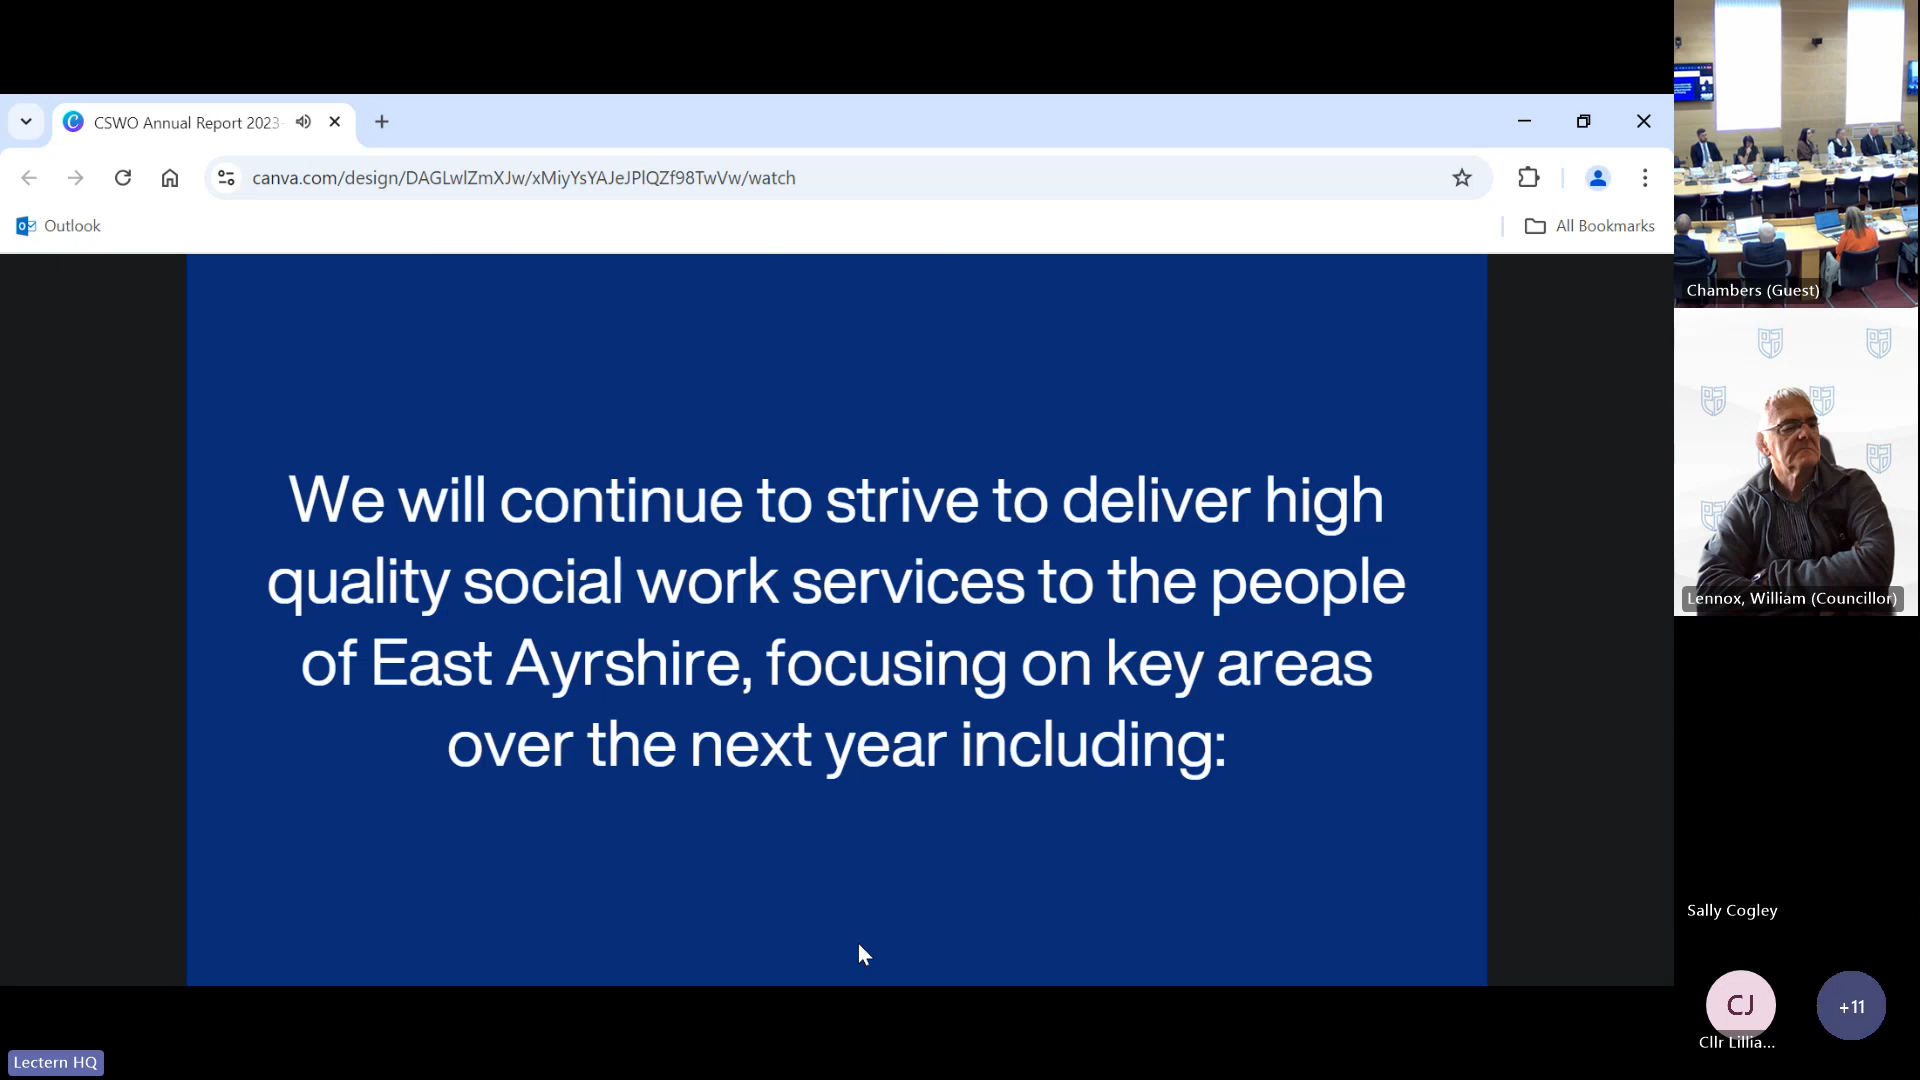 CSWO Annual Report 2023-
canva.com/design/DAGLwlZmXJw/xMiyYsYAJeJPlQZf98TwVw/watch
Outlook
All Bookmarks
We will continue to strive to deliver high
quality social work services to the people
of East Ayrshire, focusing on key areas
over the next year including:
Chambers (Guest)
Lennox, William (Councillor)
Sally Cogley
CJ
+11
Cllr Lillia...
Lectern HQ